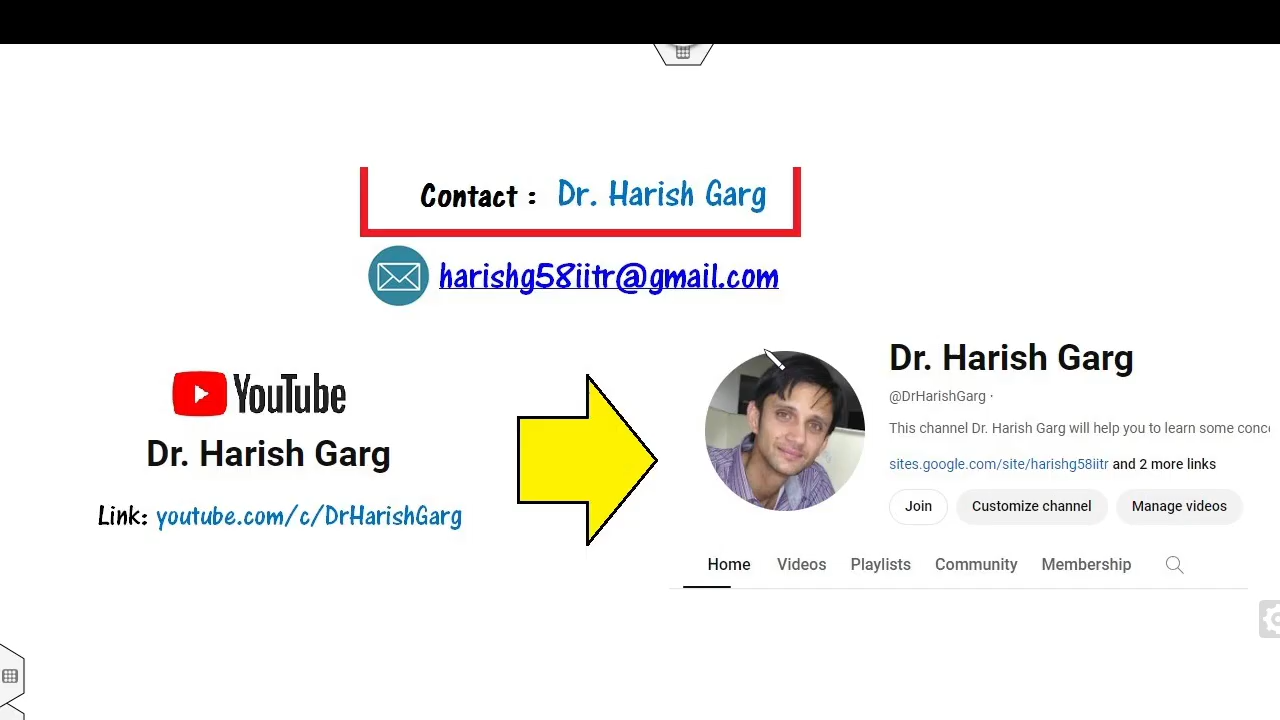 Contact : Dr. Harish Garg
harishg58iitr@gmail.com
YouTube
Dr. Harish Garg
Link: youtube.com/c/DrHarishGarg
Dr. Harish Garg
@DrHarishGarg ·
This channel Dr. Harish Garg will help you to learn some
sites.google.com/site/harishg58iitr and 2 more links
Join Customize channel Manage videos
Home Videos Playlists Community Membership